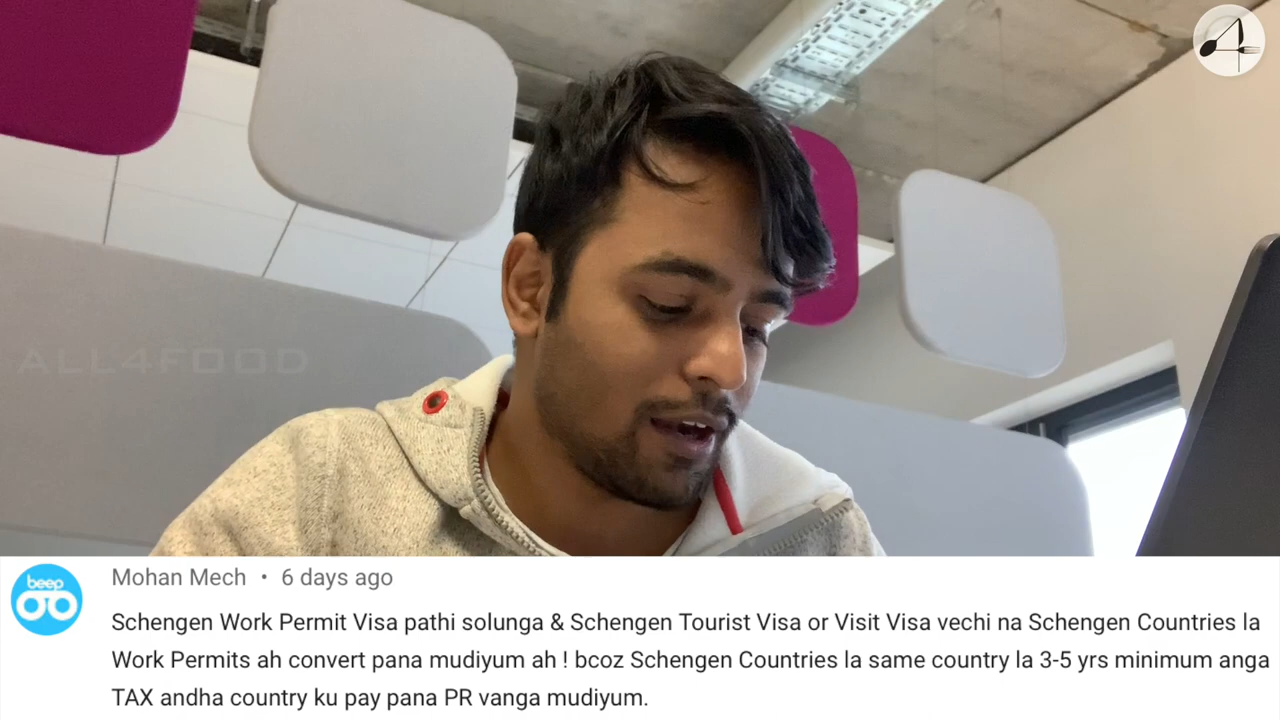 ALL4FOOD
beep
Mohan Mech • 6 days ago
Schengen Work Permit Visa pathi solunga & Schengen Tourist Visa or Visit Visa vechi na Schengen Countries la
Work Permits ah convert pana mudiyum ah ! bcoz Schengen Countries la same country la 3-5 yrs minimum anga
TAX andha country ku pay pana PR vanga mudiyum.